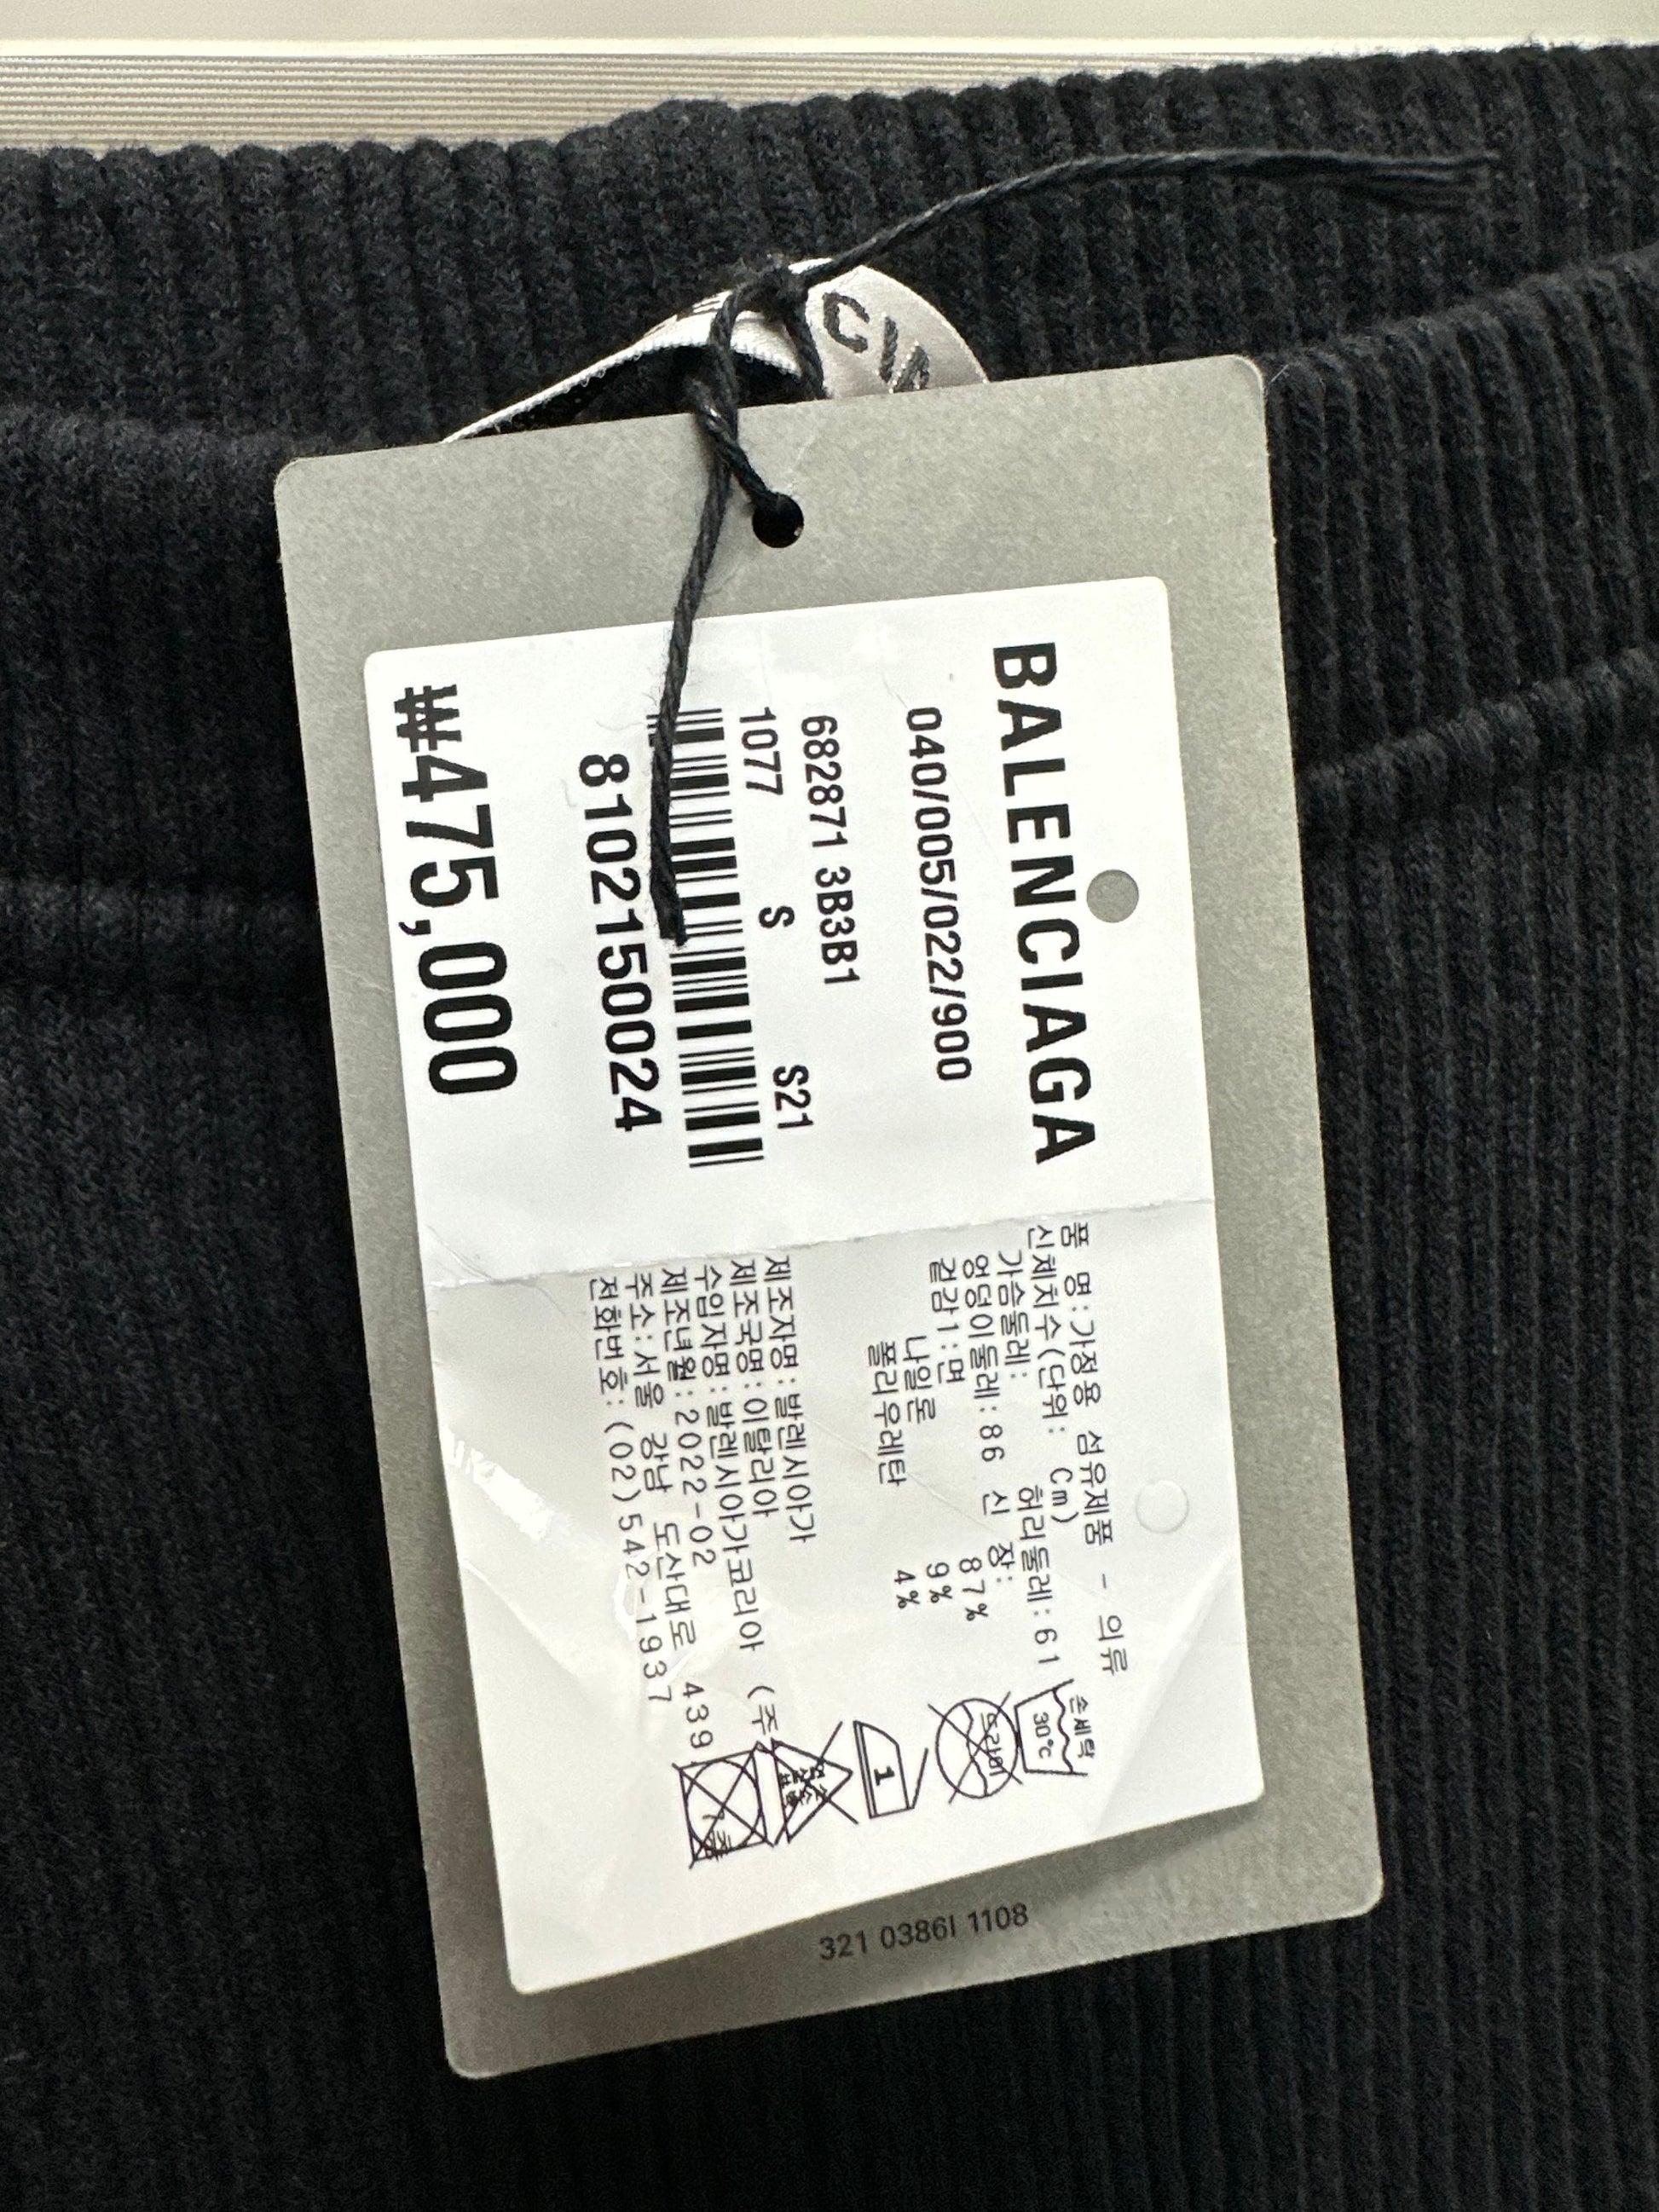 CIA
BALENCIAGA
040/005/022/900
682871 3B3B1
1077 S S21
8102150024
₩475,000
품 명:가정용 섬유제품 - 의류
신체치수(단위: Cm)
가슴둘레: 허리둘레:61
엉덩이둘레:86 신 장:
겉감1:면 87%
나일론 9%
폴리우레탄 4%
제조자명:발렌시아가
제조국명:이탈리아
수입자명:발렌시아가코리아 (주
제조년월:2022-02
주소:서울 강남 도산대로 439
전화번호:(02)542-1937
손세탁
30℃
드라이
1
염소표백
321 0386I 1108